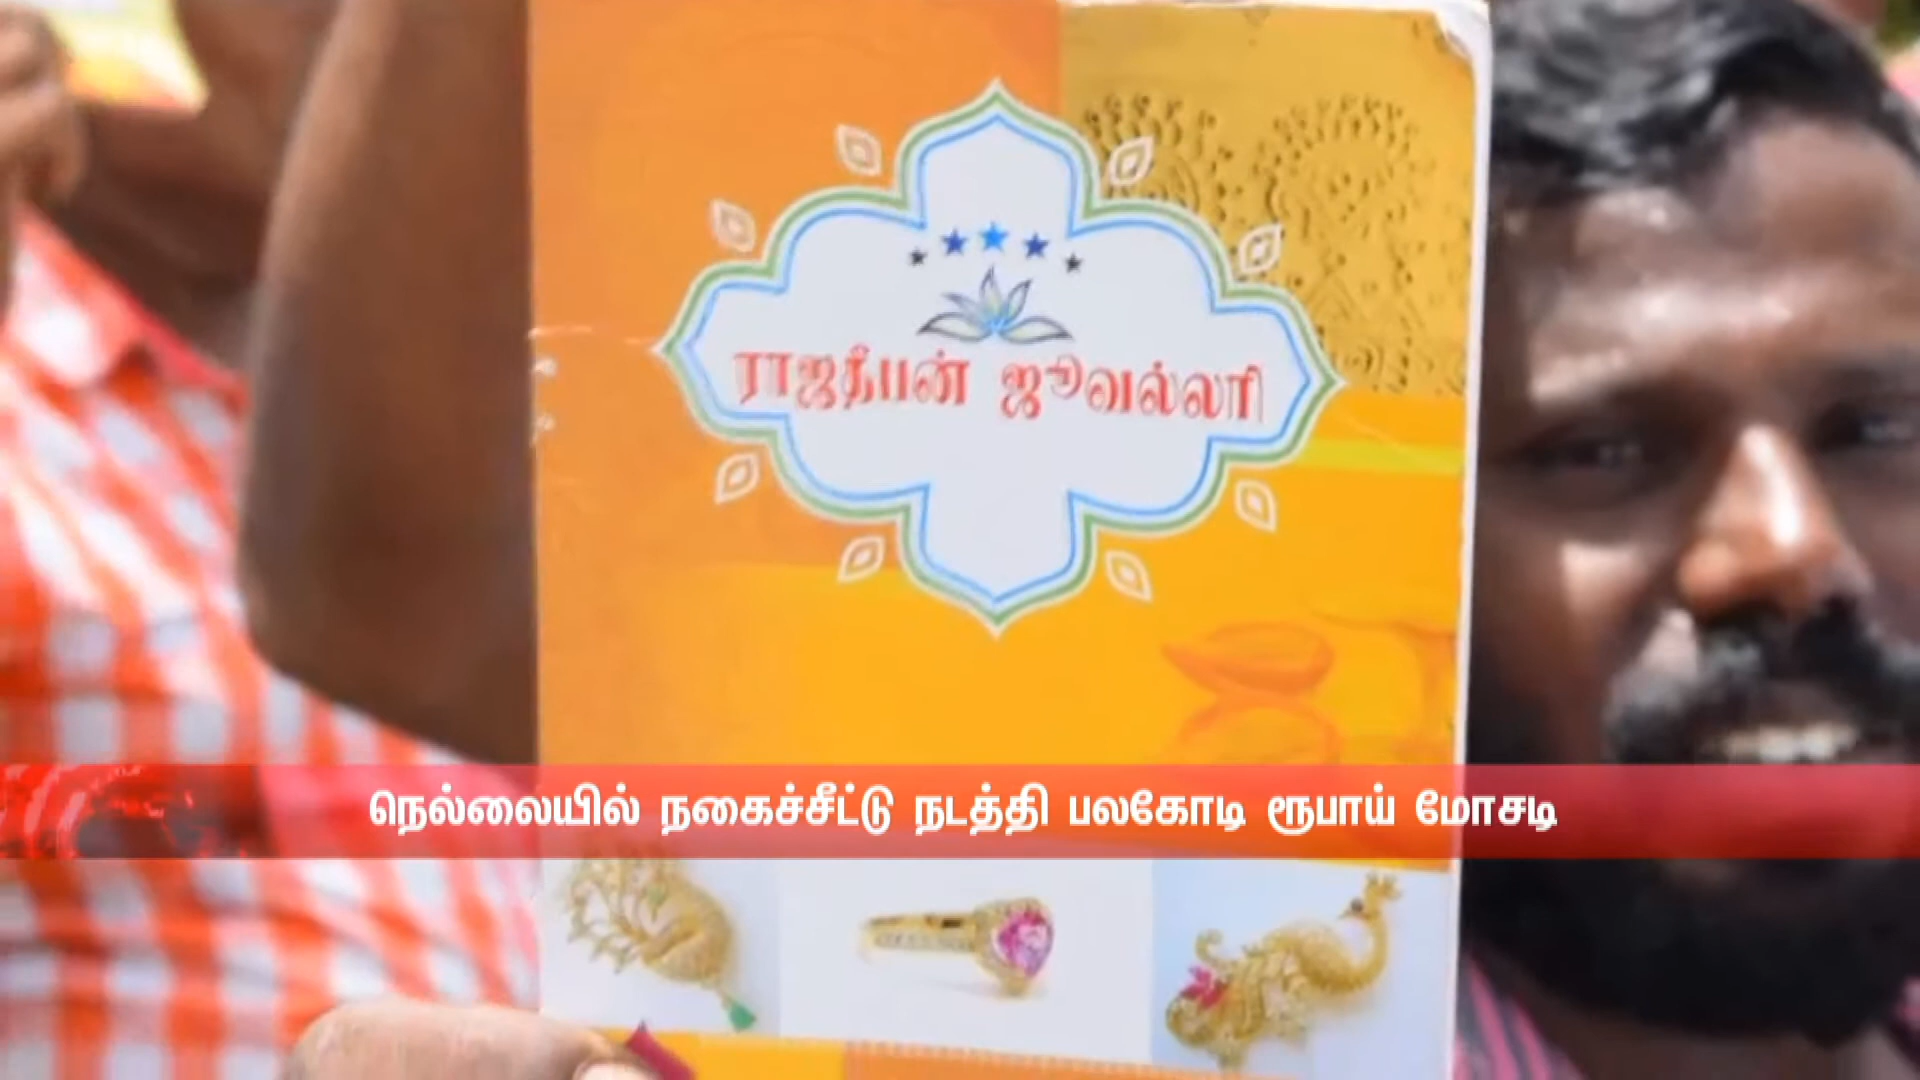 ராஜதீபன் ஜுவல்லரி
நெல்லையில் நகைச்சீட்டு நடத்தி பலகோடி ரூபாய் மோசடி